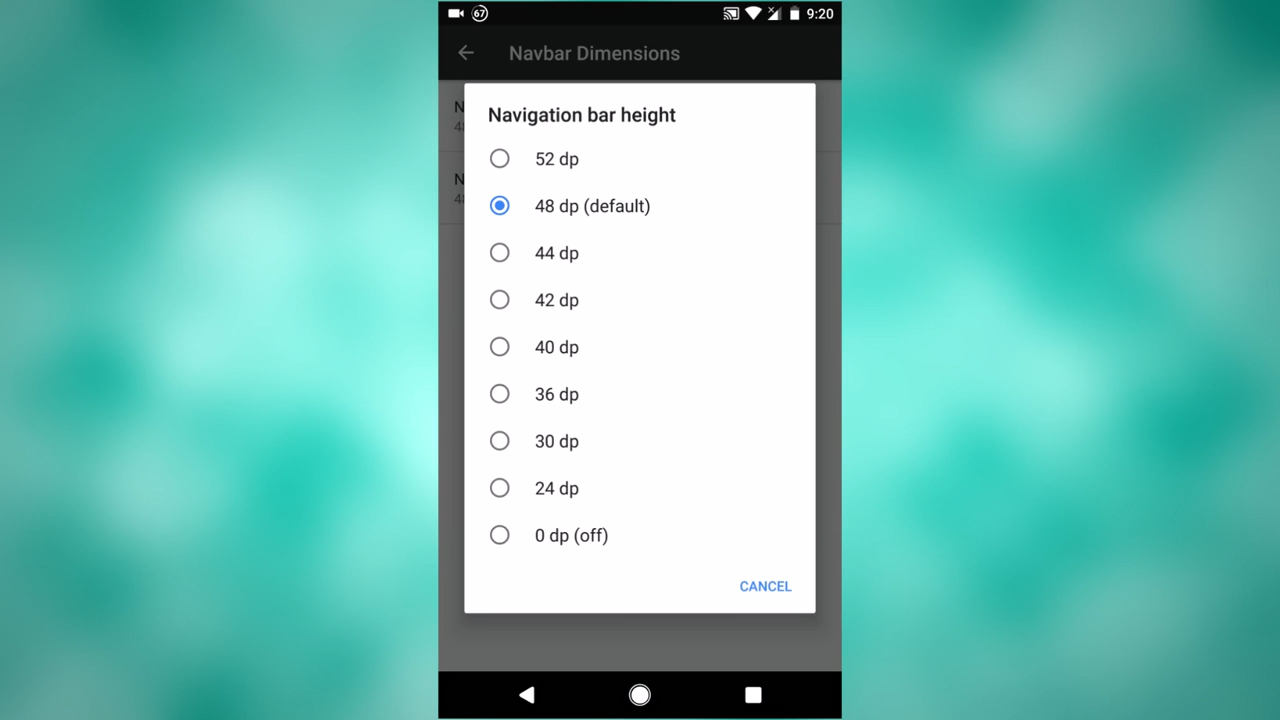 67 9:20
Navbar Dimensions
Navigation bar height
52 dp
48 dp (default)
44 dp
42 dp
40 dp
36 dp
30 dp
24 dp
0 dp (off)
CANCEL